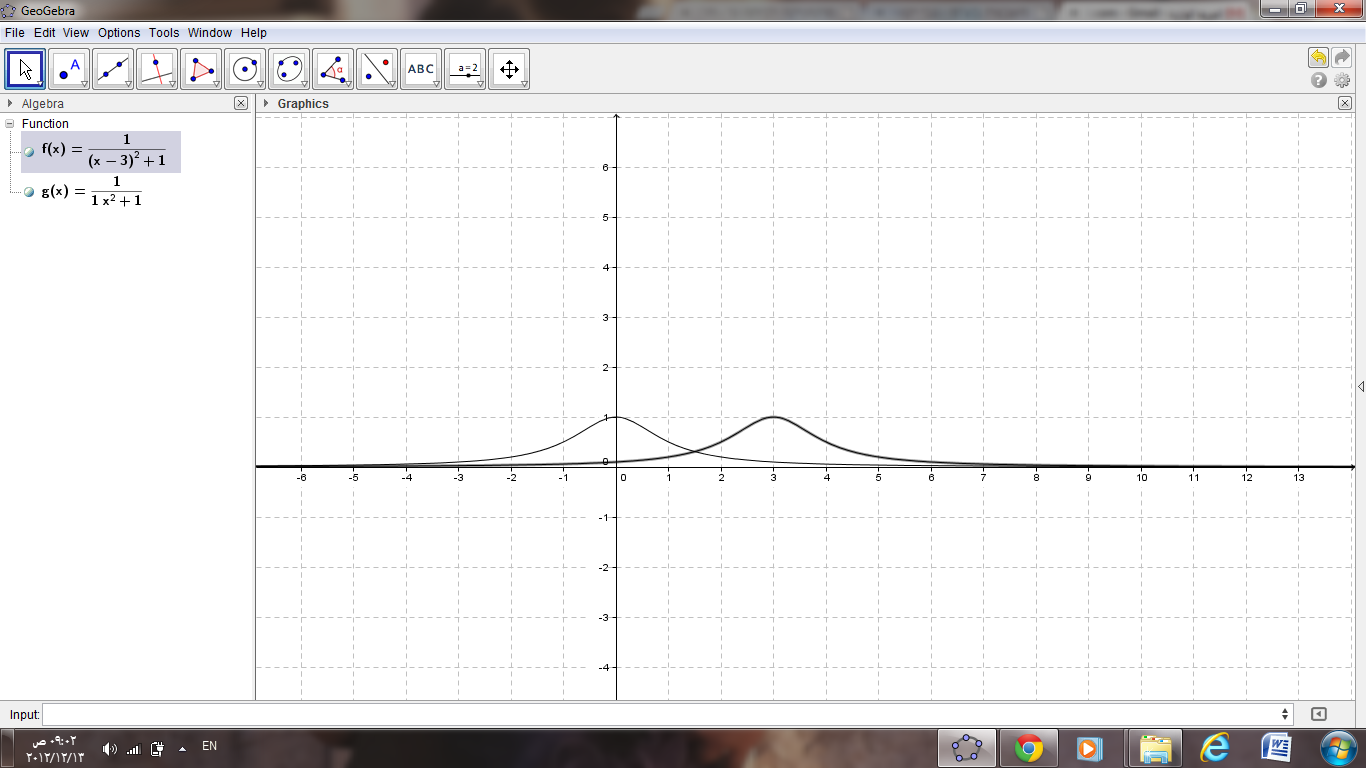 GeoGebra
File Edit View Options Tools Window Help
A
α
ABC
a=2
Algebra
Graphics
Function
f(x) = 1 / (x − 3)² + 1
g(x) = 1 / 1 x² + 1
6
5
4
3
2
1
0
-1
-2
-3
-4
-6 -5 -4 -3 -2 -1 0 1 2 3 4 5 6 7 8 9 10 11 12 13
Input:
EN
٠٩:٠٢ ص
٢٠١٢/١٢/١٣